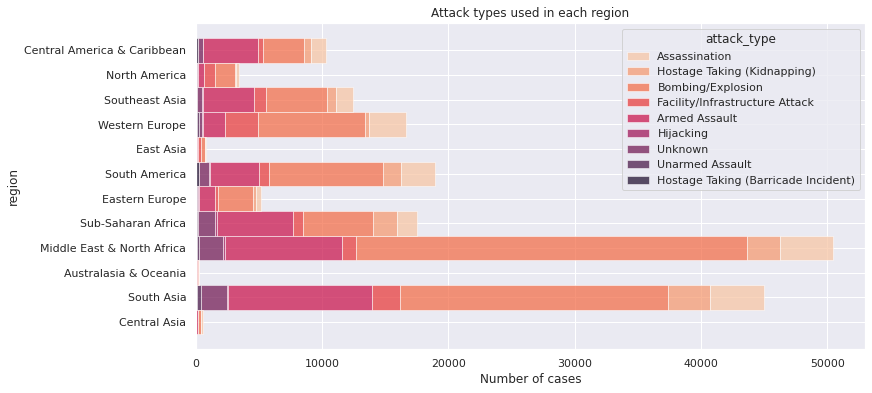 Attack types used in each region
attack_type
Assassination
Hostage Taking (Kidnapping)
Bombing/Explosion
Facility/Infrastructure Attack
Armed Assault
Hijacking
Unknown
Unarmed Assault
Hostage Taking (Barricade Incident)
region
Central America & Caribbean
North America
Southeast Asia
Western Europe
East Asia
South America
Eastern Europe
Sub-Saharan Africa
Middle East & North Africa
Australasia & Oceania
South Asia
Central Asia
0 10000 20000 30000 40000 50000
Number of cases